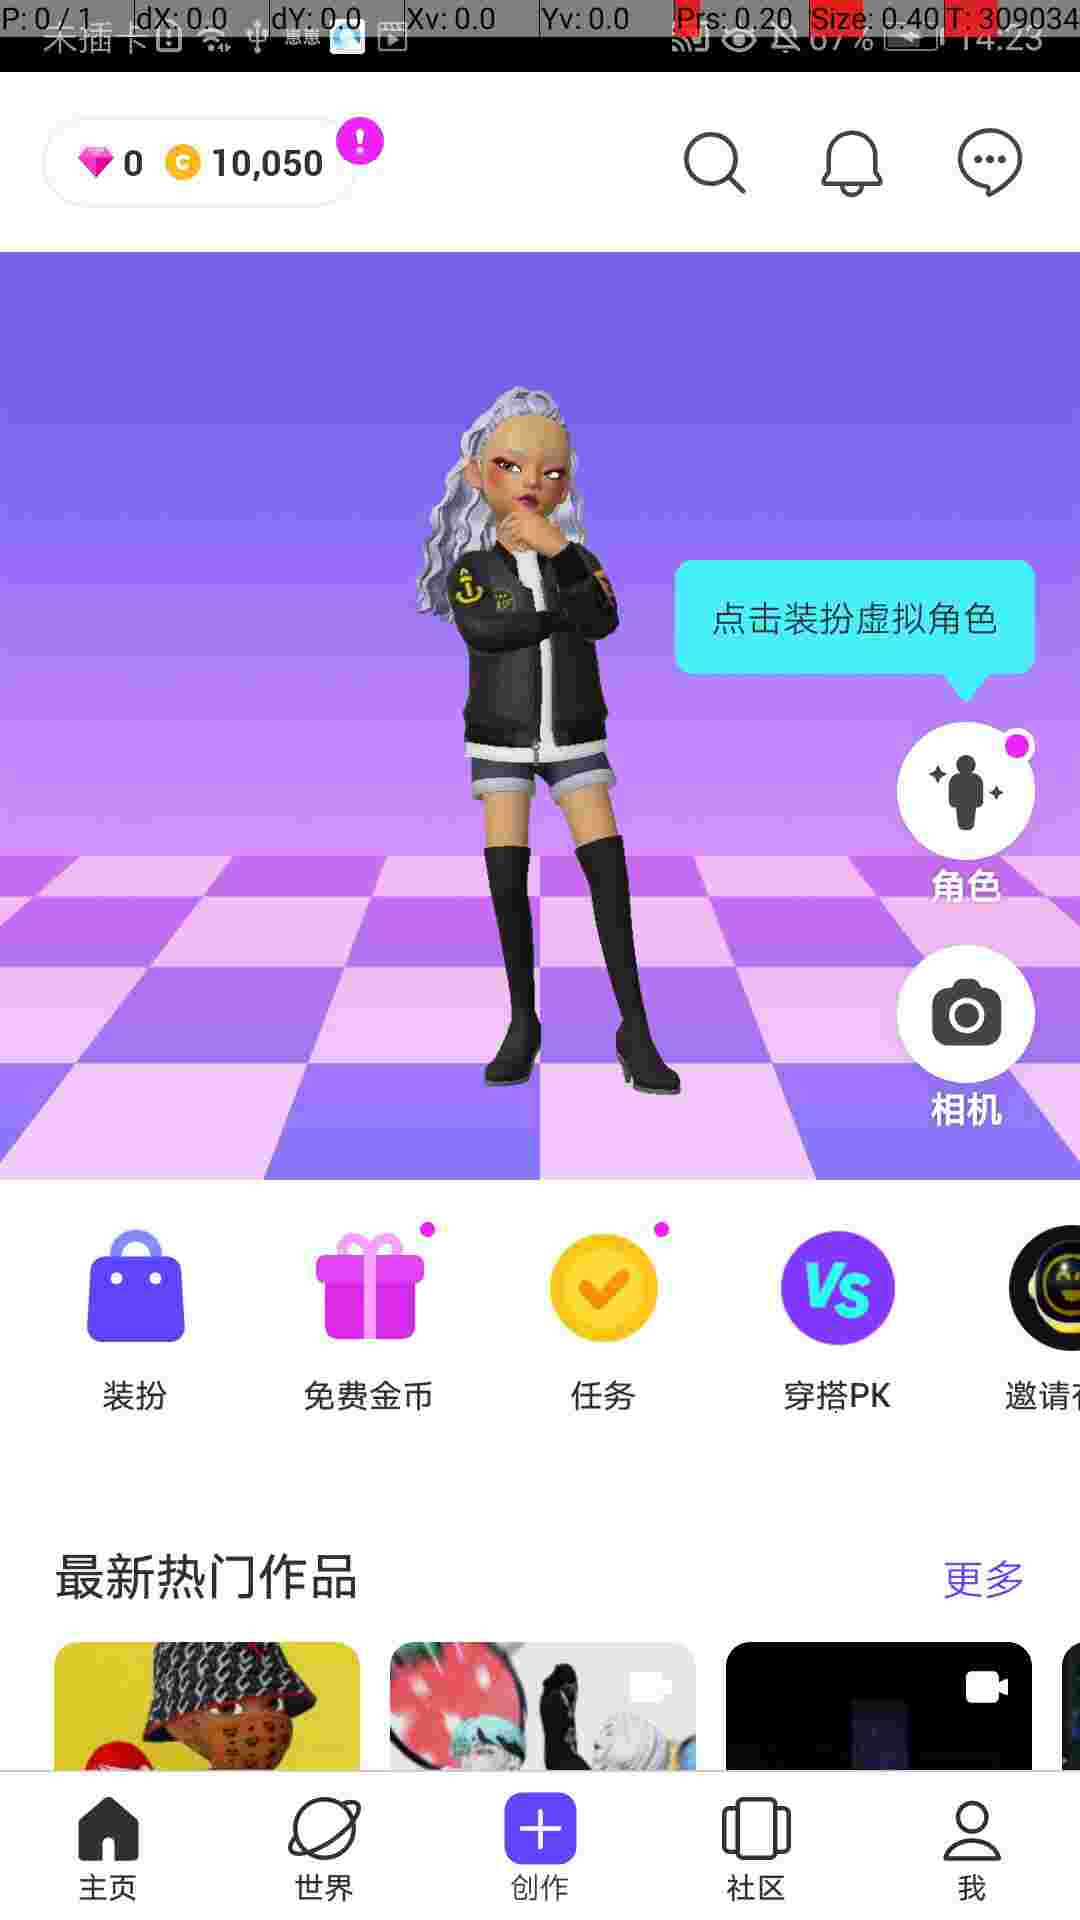 P: 0 / 1 dX: 0.0 dY: 0.0 Xv: 0.0 Yv: 0.0 Prs: 0.20 Size: 0.40 T: 309034
未插卡 67% 14:23
0 10,050
点击装扮虚拟角色
角色
相机
VS
装扮 免费金币 任务 穿搭PK 邀请
最新热门作品 更多
主页 世界 创作 社区 我